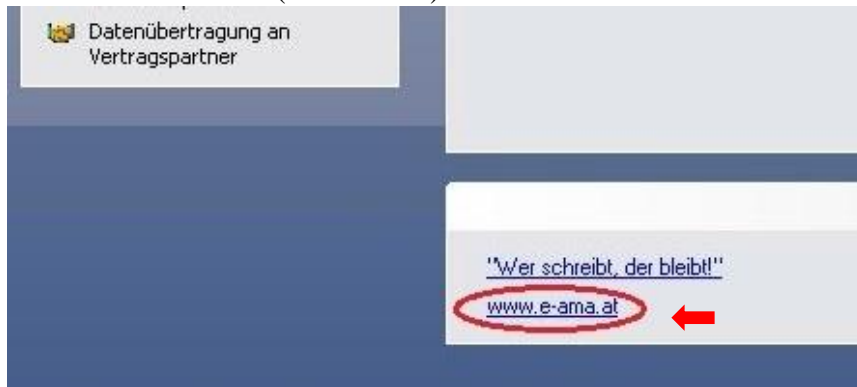 Datenübertragung an
Vertragspartner
"Wer schreibt, der bleibt!"
www.e-ama.at